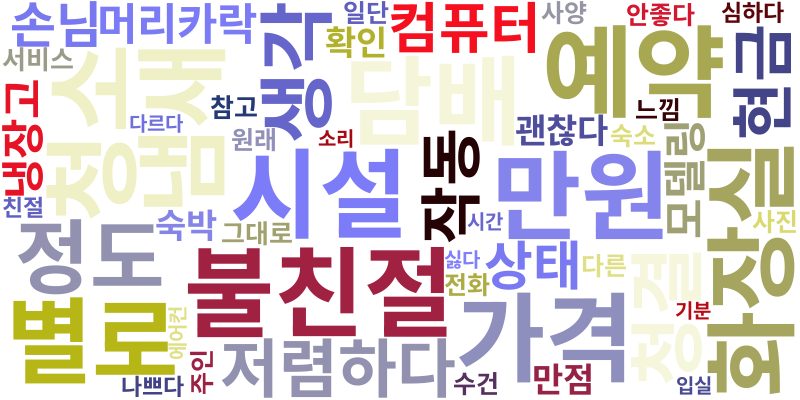 손님
머리카락
생각
일단
확인
컴퓨터
사양
안좋다
심하다
서비스
청소
냄새
담배
예약
현금
냉장고
다르다
참고
원래
소리
작동
괜찮다
느낌
숙소
모델링
화장실
친절
시설
만원
시간
숙박
그대로
사진
정도
불친절
싫다
전화
상태
다른
청결
별로
에어컨
가격
기분
나쁘다
주인
저렴하다
수건
만점
입실